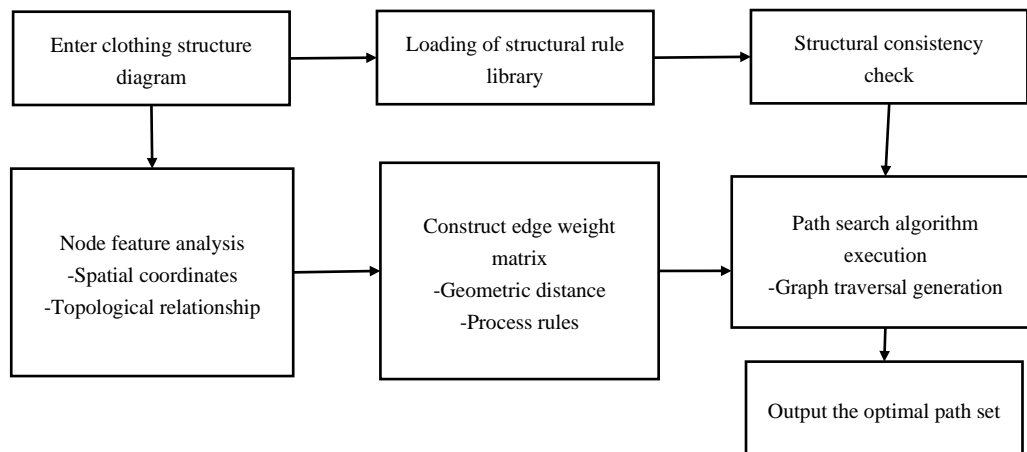 Enter clothing structure
diagram
Loading of structural rule
library
Structural consistency
check
Node feature analysis
-Spatial coordinates
-Topological relationship
Construct edge weight
matrix
-Geometric distance
-Process rules
Path search algorithm
execution
-Graph traversal generation
Output the optimal path set